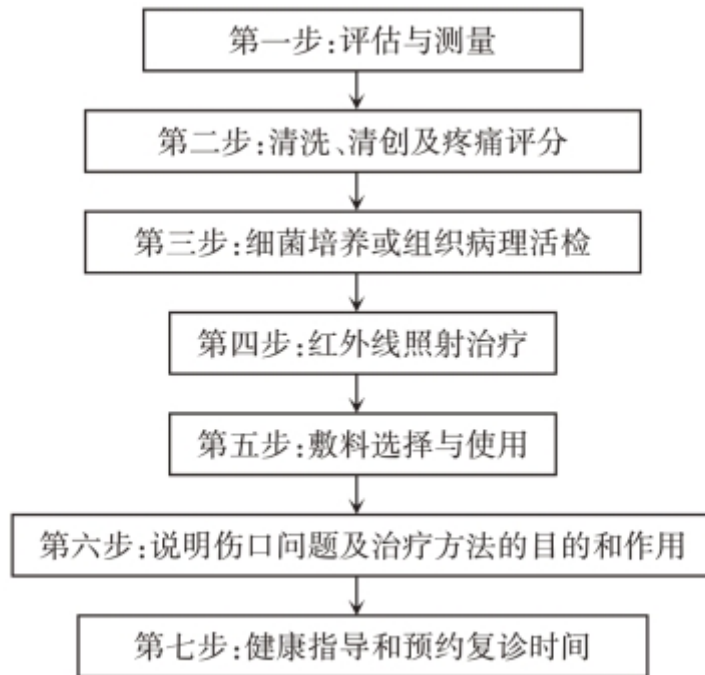 第一步:评估与测量
第二步:清洗、清创及疼痛评分
第三步:细菌培养或组织病理活检
第四步:红外线照射治疗
第五步:敷料选择与使用
第六步:说明伤口问题及治疗方法的目的和作用
第七步:健康指导和预约复诊时间